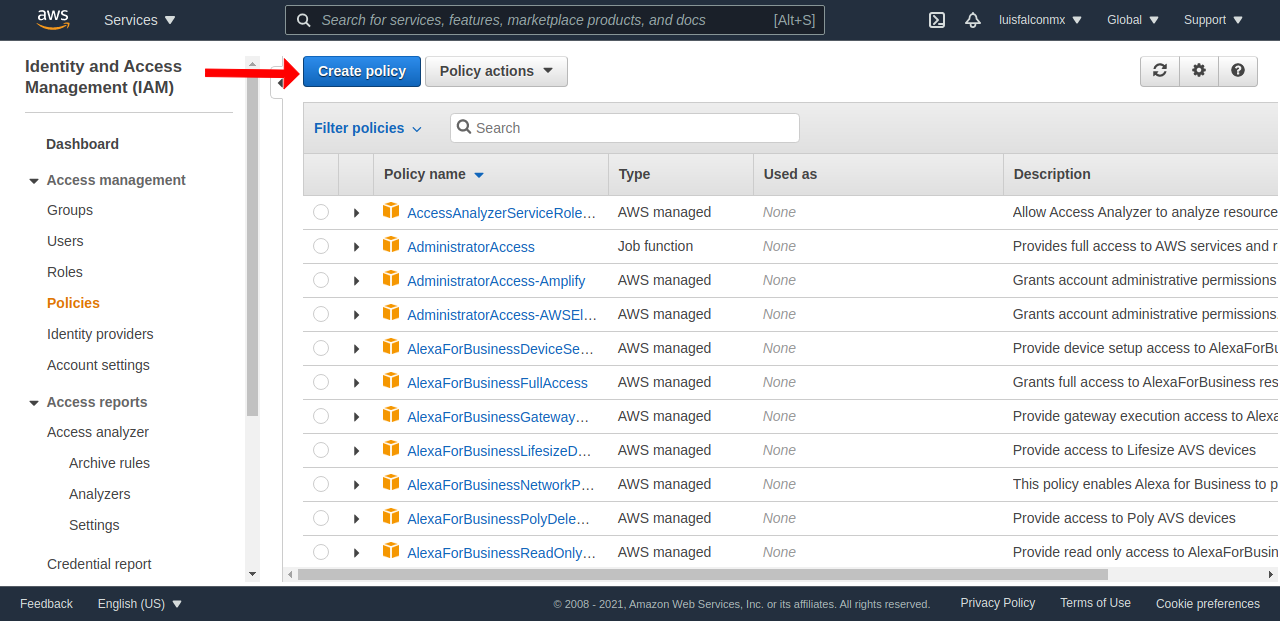 aws
Services
Search for services, features, marketplace products, and docs
[Alt+S]
luisfalconmx
Global
Support
Identity and Access
Management (IAM)
Dashboard
Access management
Groups
Users
Roles
Policies
Identity providers
Account settings
Access reports
Access analyzer
Archive rules
Analyzers
Settings
Credential report
Create policy
Policy actions
Filter policies
Search
Policy name Type Used as Description
AccessAnalyzerServiceRole… AWS managed None Allow Access Analyzer to analyze resource
AdministratorAccess Job function None Provides full access to AWS services and r
AdministratorAccess-Amplify AWS managed None Grants account administrative permissions
AdministratorAccess-AWSEl… AWS managed None Grants account administrative permissions.
AlexaForBusinessDeviceSe… AWS managed None Provide device setup access to AlexaForBu
AlexaForBusinessFullAccess AWS managed None Grants full access to AlexaForBusiness res
AlexaForBusinessGateway… AWS managed None Provide gateway execution access to Alexa
AlexaForBusinessLifesizeD… AWS managed None Provide access to Lifesize AVS devices
AlexaForBusinessNetworkP… AWS managed None This policy enables Alexa for Business to p
AlexaForBusinessPolyDele… AWS managed None Provide access to Poly AVS devices
AlexaForBusinessReadOnly… AWS managed None Provide read only access to AlexaForBusin
Feedback
English (US)
© 2008 - 2021, Amazon Web Services, Inc. or its affiliates. All rights reserved.
Privacy Policy
Terms of Use
Cookie preferences